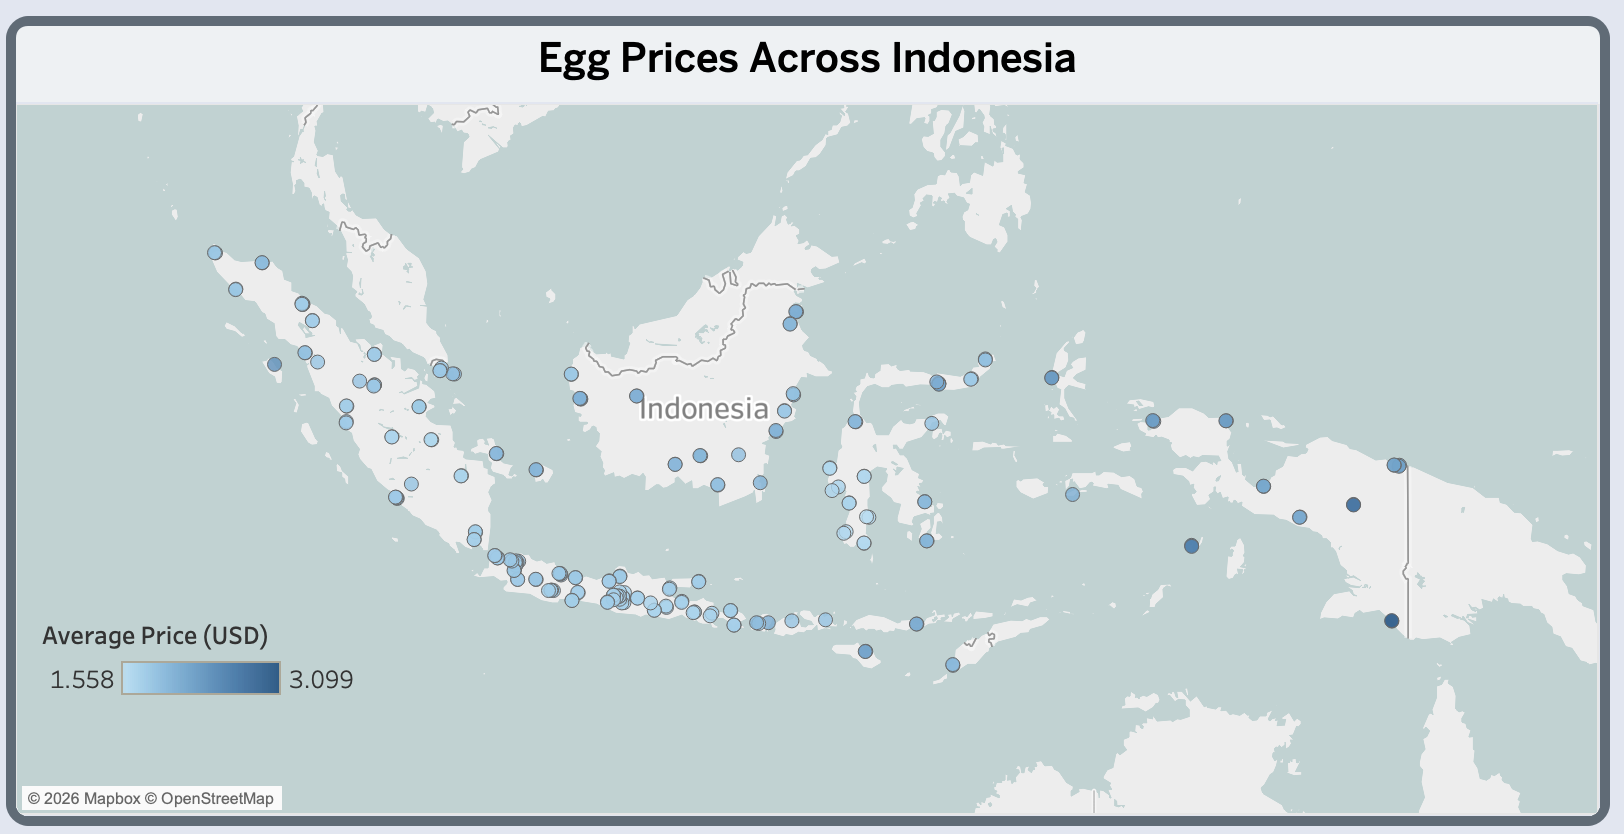 Egg Prices Across Indonesia
Indonesia
Average Price (USD)
1.558 3.099
© 2026 Mapbox © OpenStreetMap